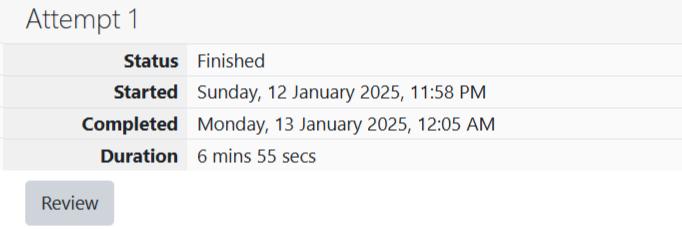 Attempt 1
Status Finished
Started Sunday, 12 January 2025, 11:58 PM
Completed Monday, 13 January 2025, 12:05 AM
Duration 6 mins 55 secs
Review